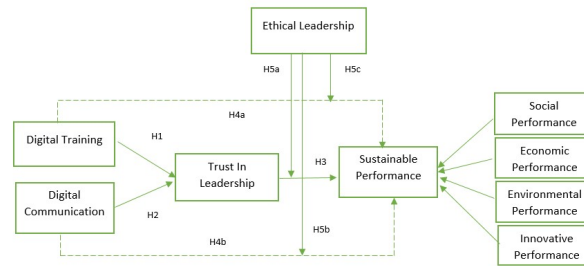 Ethical Leadership
H5a
H5c
H4a
Digital Training
H1
Trust In
Leadership
H3
Sustainable
Performance
Digital
Communication
H2
H4b
H5b
Social
Performance
Economic
Performance
Environmental
Performance
Innovative
Performance